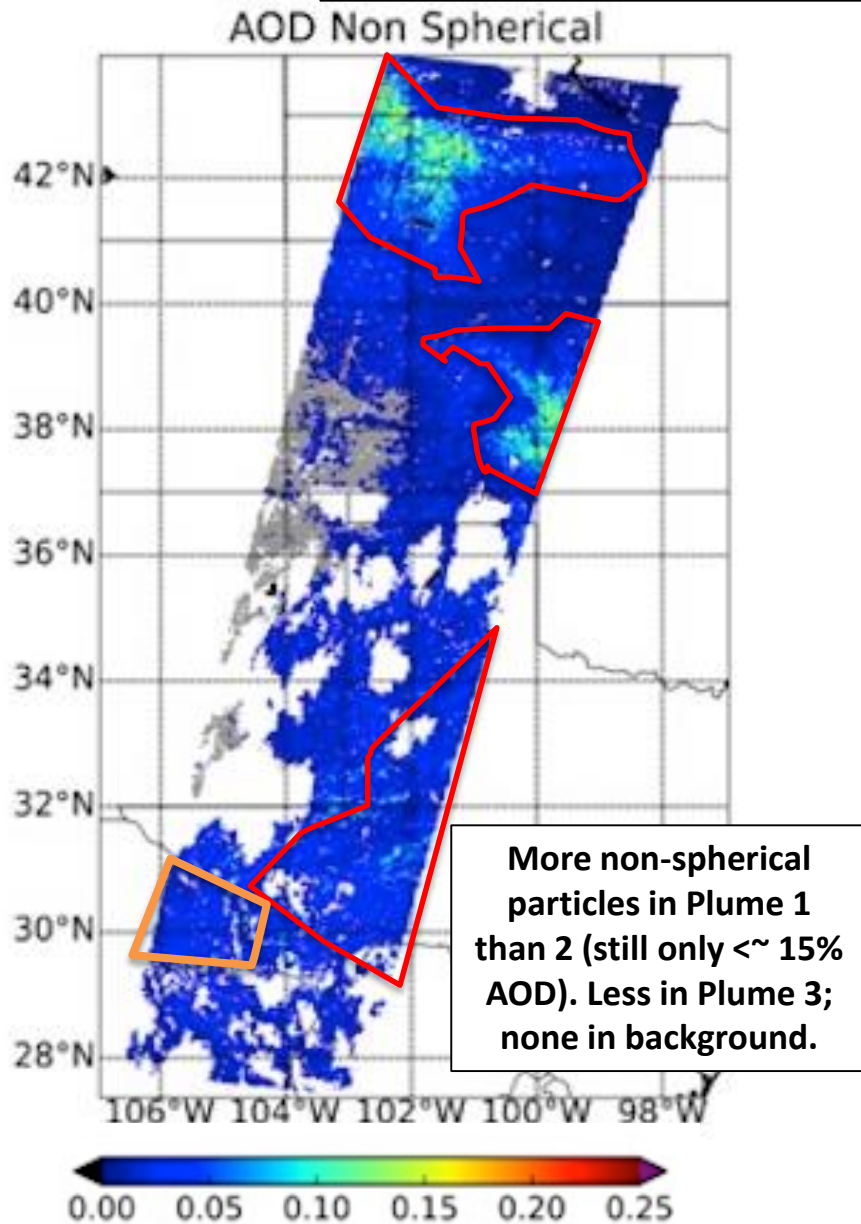 AOD Non Spherical
42°N
40°N
38°N
36°N
34°N
32°N
30°N
28°N
More non-spherical
particles in Plume 1
than 2 (still only <~ 15%
AOD). Less in Plume 3;
none in background.
106°W 104°W 102°W 100°W 98°W
0.00 0.05 0.10 0.15 0.20 0.25